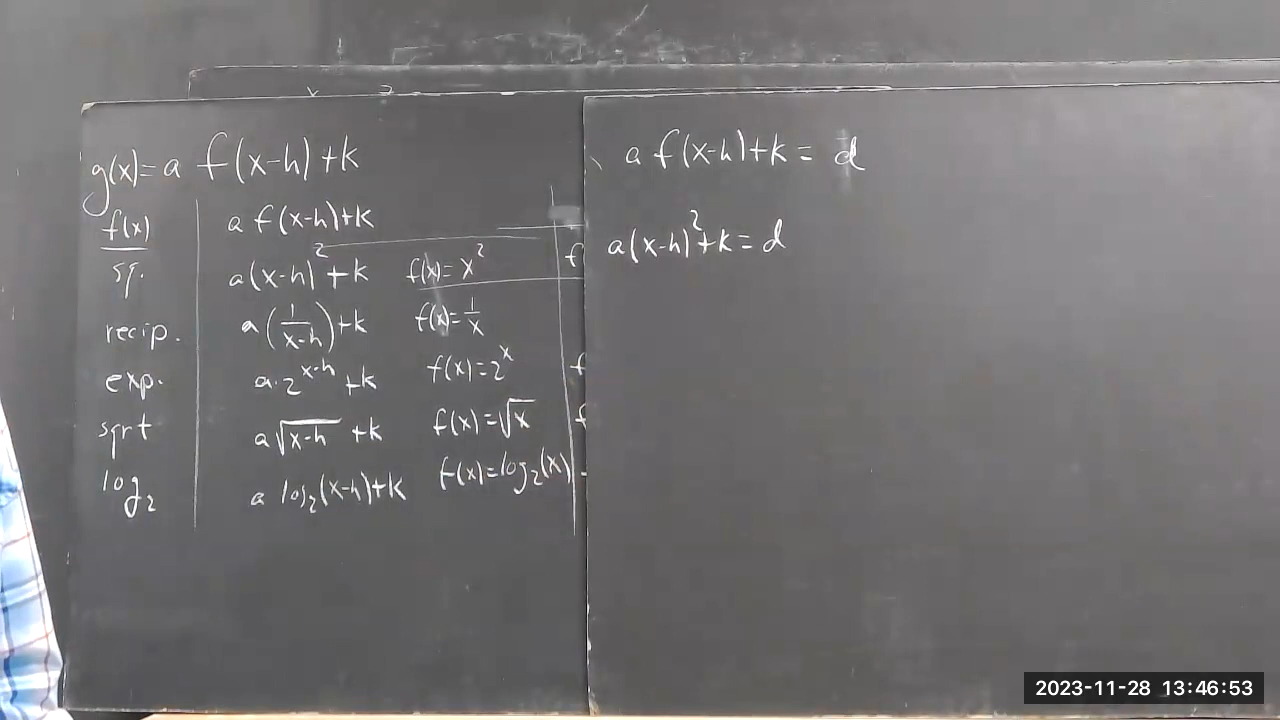 g(x)=a f(x-h)+k
f(x) a f(x-h)+k
sq. a(x-h)²+k f(x)=x² f
recip. a(1/(x-h))+k f(x)=1/x
exp. a·2^(x-h)+k f(x)=2^x f
sqrt a√(x-h)+k f(x)=√x f
log₂ a log₂(x-h)+k f(x)=log₂(x)
a f(x-h)+k= d
a(x-h)²+k= d
2023-11-28 13:46:53